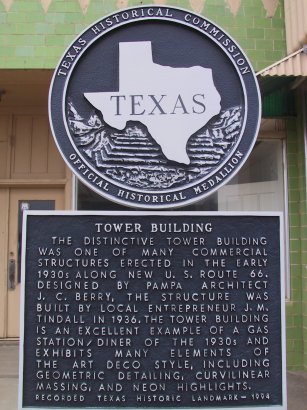 TEXAS HISTORICAL COMMISSION
TEXAS
OFFICIAL HISTORICAL MEDALLION
TOWER BUILDING
THE DISTINCTIVE TOWER BUILDING
WAS ONE OF MANY COMMERCIAL
STRUCTURES ERECTED IN THE EARLY
1930s ALONG NEW U. S. ROUTE 66.
DESIGNED BY PAMPA ARCHITECT
J. C. BERRY, THE STRUCTURE WAS
BUILT BY LOCAL ENTREPRENEUR J. M.
TINDALL IN 1936. THE TOWER BUILDING
IS AN EXCELLENT EXAMPLE OF A GAS
STATION/DINER OF THE 1930s AND
EXHIBITS MANY ELEMENTS OF
THE ART DECO STYLE, INCLUDING
GEOMETRIC DETAILING, CURVILINEAR
MASSING, AND NEON HIGHLIGHTS.
RECORDED TEXAS HISTORIC LANDMARK - 1994